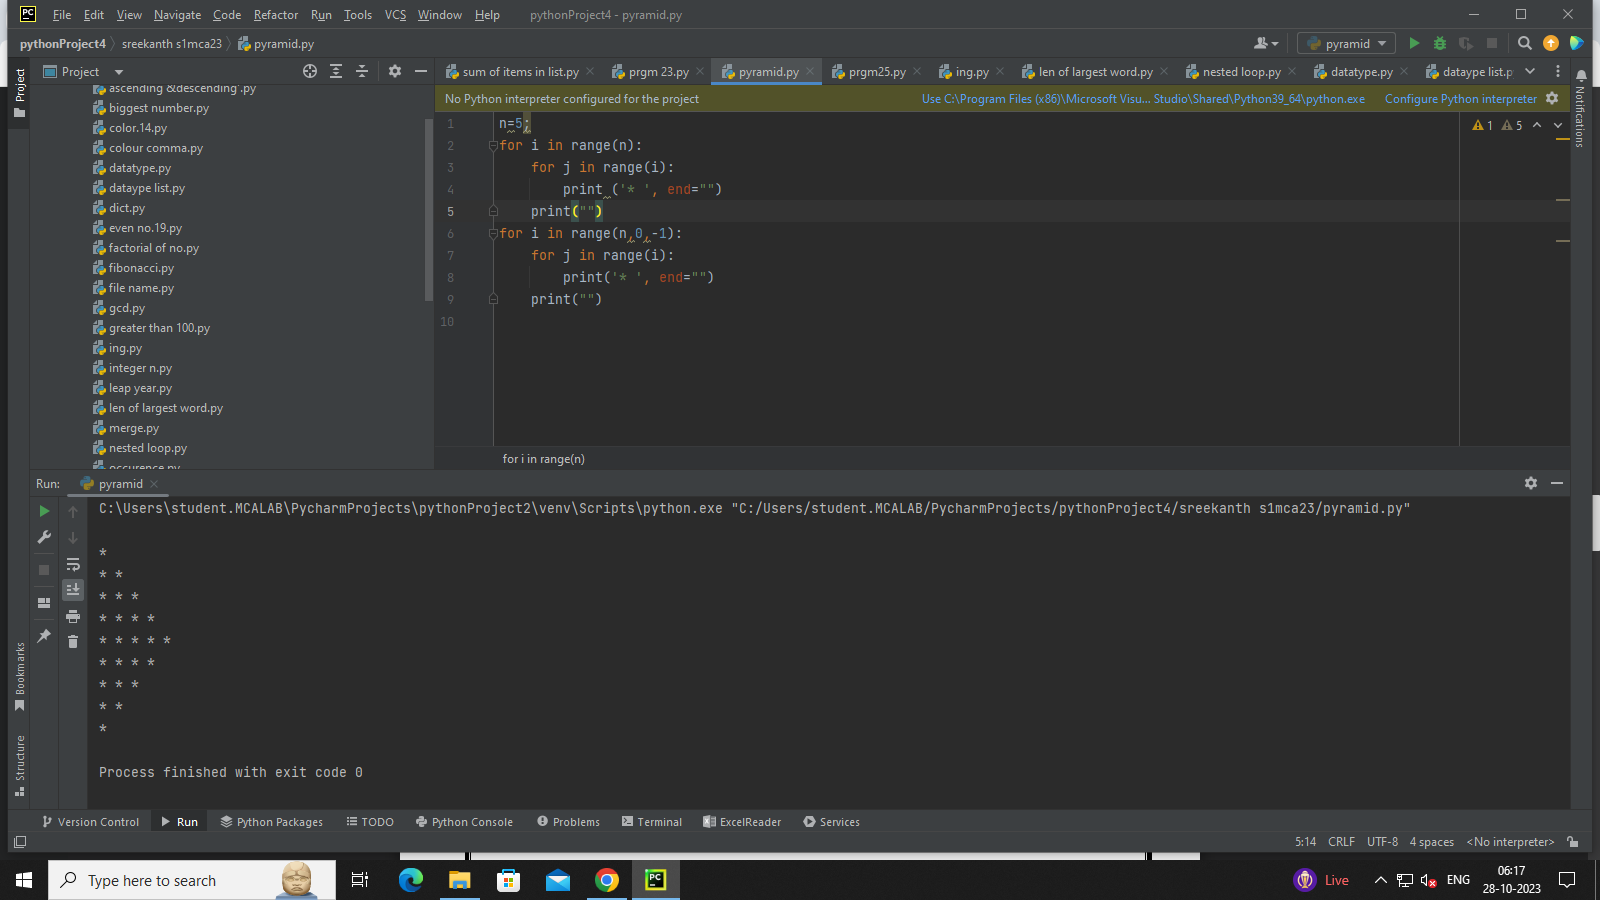 PC File Edit View Navigate Code Refactor Run Tools VCS Window Help pythonProject4 - pyramid.py
pythonProject4 sreekanth s1mca23 pyramid.py pyramid
Project
Project
ascending &descending'.py
biggest number.py
color.14.py
colour comma.py
datatype.py
dataype list.py
dict.py
even no.19.py
factorial of no.py
fibonacci.py
file name.py
gcd.py
greater than 100.py
ing.py
integer n.py
leap year.py
len of largest word.py
merge.py
nested loop.py
occurence.py
sum of items in list.py prgm 23.py pyramid.py prgm25.py ing.py len of largest word.py nested loop.py datatype.py dataype list.p
No Python interpreter configured for the project Use C:\Program Files (x86)\Microsoft Visu... Studio\Shared\Python39_64\python.exe Configure Python interpreter
Notifications
1 5
1 n=5;
2 for i in range(n):
3 for j in range(i):
4 print ('* ', end="")
5 print("")
6 for i in range(n,0,-1):
7 for j in range(i):
8 print('* ', end="")
9 print("")
10
for i in range(n)
Run: pyramid
C:\Users\student.MCALAB\PycharmProjects\pythonProject2\venv\Scripts\python.exe "C:/Users/student.MCALAB/PycharmProjects/pythonProject4/sreekanth s1mca23/pyramid.py"
*
* *
* * *
* * * *
* * * * *
* * * *
* * *
* *
*
Process finished with exit code 0
Bookmarks
Structure
Version Control Run Python Packages TODO Python Console Problems Terminal ExcelReader Services
5:14 CRLF UTF-8 4 spaces <No interpreter>
Type here to search PC Live ENG 06:17
28-10-2023